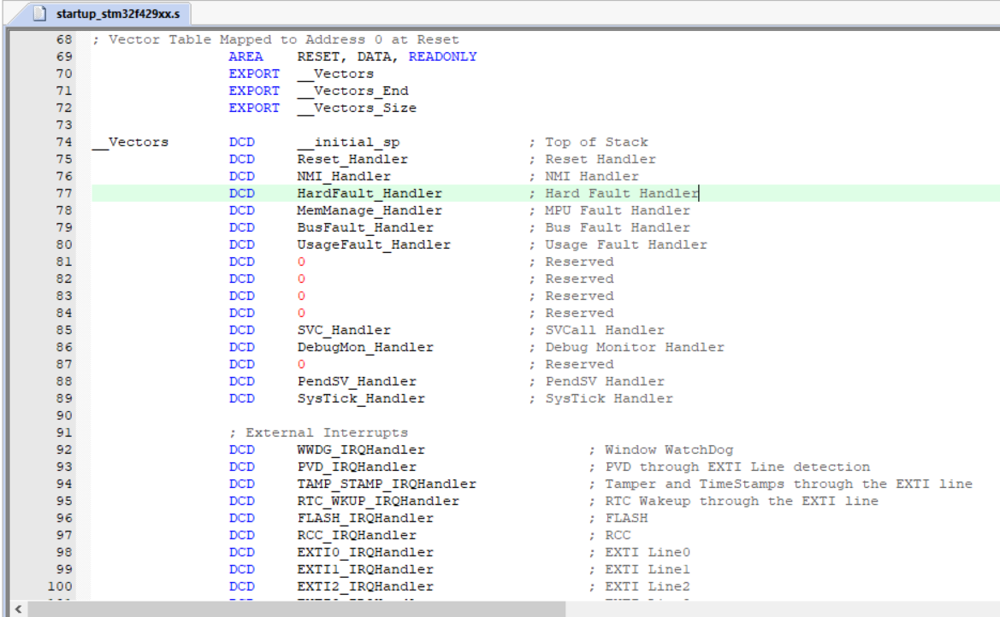 startup_stm32f429xx.s
68 ; Vector Table Mapped to Address 0 at Reset
69 AREA RESET, DATA, READONLY
70 EXPORT __Vectors
71 EXPORT __Vectors_End
72 EXPORT __Vectors_Size
73
74 __Vectors DCD __initial_sp ; Top of Stack
75 DCD Reset_Handler ; Reset Handler
76 DCD NMI_Handler ; NMI Handler
77 DCD HardFault_Handler ; Hard Fault Handler
78 DCD MemManage_Handler ; MPU Fault Handler
79 DCD BusFault_Handler ; Bus Fault Handler
80 DCD UsageFault_Handler ; Usage Fault Handler
81 DCD 0 ; Reserved
82 DCD 0 ; Reserved
83 DCD 0 ; Reserved
84 DCD 0 ; Reserved
85 DCD SVC_Handler ; SVCall Handler
86 DCD DebugMon_Handler ; Debug Monitor Handler
87 DCD 0 ; Reserved
88 DCD PendSV_Handler ; PendSV Handler
89 DCD SysTick_Handler ; SysTick Handler
90
91 ; External Interrupts
92 DCD WWDG_IRQHandler ; Window WatchDog
93 DCD PVD_IRQHandler ; PVD through EXTI Line detection
94 DCD TAMP_STAMP_IRQHandler ; Tamper and TimeStamps through the EXTI line
95 DCD RTC_WKUP_IRQHandler ; RTC Wakeup through the EXTI line
96 DCD FLASH_IRQHandler ; FLASH
97 DCD RCC_IRQHandler ; RCC
98 DCD EXTI0_IRQHandler ; EXTI Line0
99 DCD EXTI1_IRQHandler ; EXTI Line1
100 DCD EXTI2_IRQHandler ; EXTI Line2